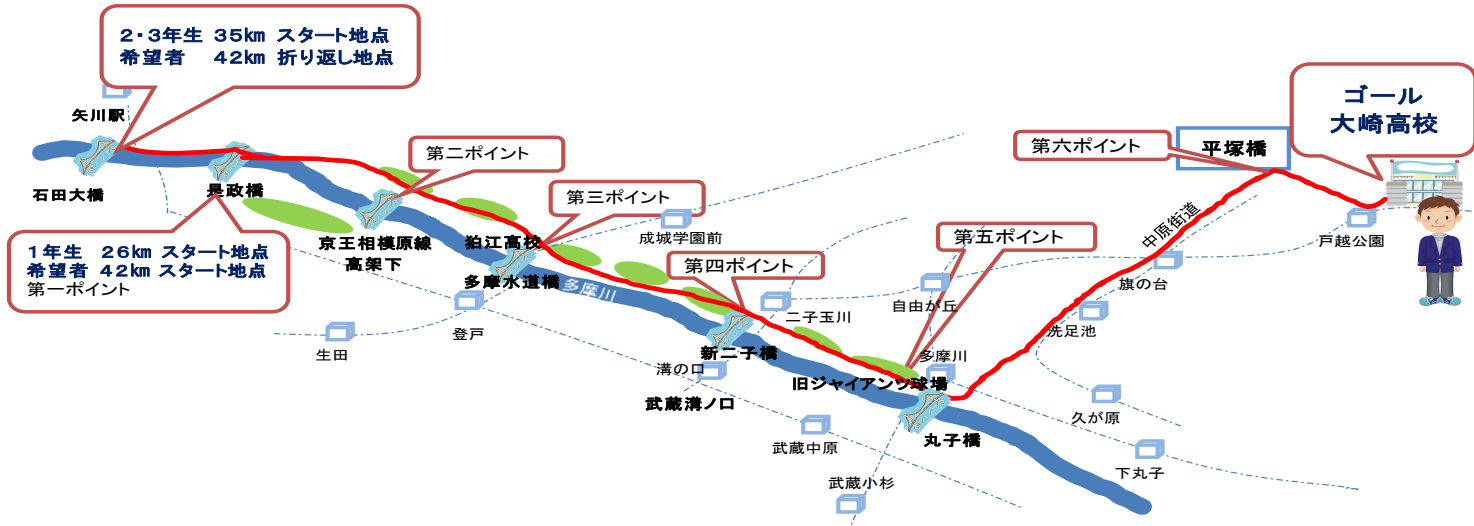 2・3年生 35km スタート地点
希望者 42km 折り返し地点
矢川駅
石田大橋
是政橋
1年生 26km スタート地点
希望者 42km スタート地点
第一ポイント
第二ポイント
京王相模原線
高架下
第三ポイント
狛江高校
多摩水道橋
成城学園前
多摩川
登戸
生田
第四ポイント
新二子橋
二子玉川
溝の口
武蔵溝ノ口
第五ポイント
自由が丘
多摩川
旧ジャイアンツ球場
丸子橋
武蔵中原
武蔵小杉
第六ポイント
平塚橋
中原街道
旗の台
洗足池
久が原
下丸子
戸越公園
ゴール
大崎高校